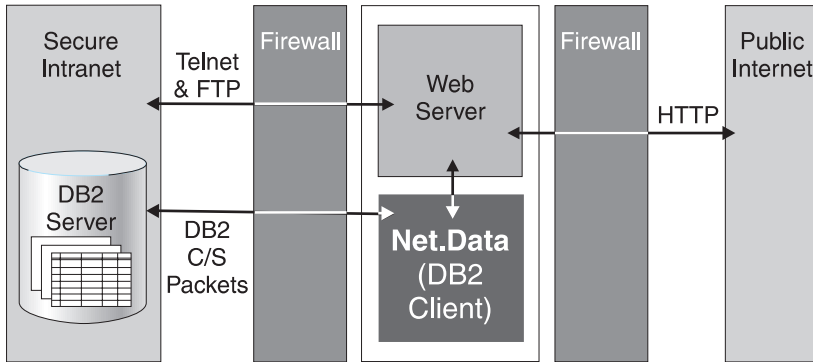 Secure
Intranet
Telnet
& FTP
Firewall
Web
Server
Firewall
Public
Internet
HTTP
DB2
Server
DB2
C/S
Packets
Net.Data
(DB2
Client)